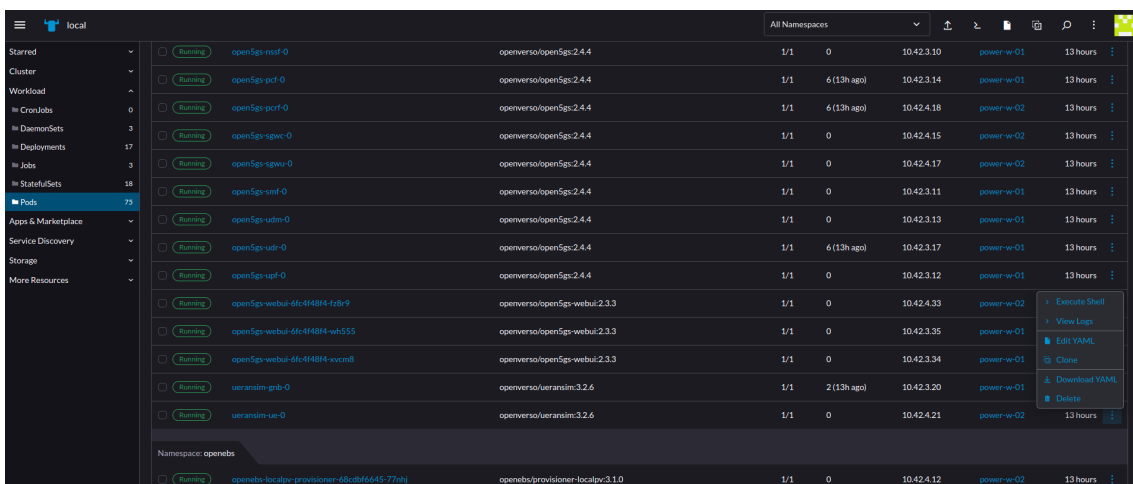 local All Namespaces
Starred
Cluster
Workload
CronJobs 0
DaemonSets 3
Deployments 17
Jobs 3
StatefulSets 18
Pods 75
Apps & Marketplace
Service Discovery
Storage
More Resources
Running open5gs-nssf-0 openverso/open5gs:2.4.4 1/1 0 10.42.3.10 power-w-01 13 hours
Running open5gs-pcf-0 openverso/open5gs:2.4.4 1/1 6 (13h ago) 10.42.3.14 power-w-01 13 hours
Running open5gs-pcrf-0 openverso/open5gs:2.4.4 1/1 6 (13h ago) 10.42.4.18 power-w-02 13 hours
Running open5gs-sgwc-0 openverso/open5gs:2.4.4 1/1 0 10.42.4.15 power-w-02 13 hours
Running open5gs-sgwu-0 openverso/open5gs:2.4.4 1/1 0 10.42.4.17 power-w-02 13 hours
Running open5gs-smf-0 openverso/open5gs:2.4.4 1/1 0 10.42.3.11 power-w-01 13 hours
Running open5gs-udm-0 openverso/open5gs:2.4.4 1/1 0 10.42.3.13 power-w-01 13 hours
Running open5gs-udr-0 openverso/open5gs:2.4.4 1/1 6 (13h ago) 10.42.3.17 power-w-01 13 hours
Running open5gs-upf-0 openverso/open5gs:2.4.4 1/1 0 10.42.3.12 power-w-01 13 hours
Running open5gs-webui-6fc4f48f4-fz8r9 openverso/open5gs-webui:2.3.3 1/1 0 10.42.4.33 power-w-02
Running open5gs-webui-6fc4f48f4-wh555 openverso/open5gs-webui:2.3.3 1/1 0 10.42.3.35 power-w-01
Running open5gs-webui-6fc4f48f4-xvcm8 openverso/open5gs-webui:2.3.3 1/1 0 10.42.3.34 power-w-01
Running ueransim-gnb-0 openverso/ueransim:3.2.6 1/1 2 (13h ago) 10.42.3.20 power-w-01
Running ueransim-ue-0 openverso/ueransim:3.2.6 1/1 0 10.42.4.21 power-w-02 13 hours
Execute Shell
View Logs
Edit YAML
Clone
Download YAML
Delete
Namespace: openebs
Running openebs-localpv-provisioner-68cdbf6645-77nhj openebs/provisioner-localpv:3.1.0 1/1 0 10.42.4.12 power-w-02 13 hours